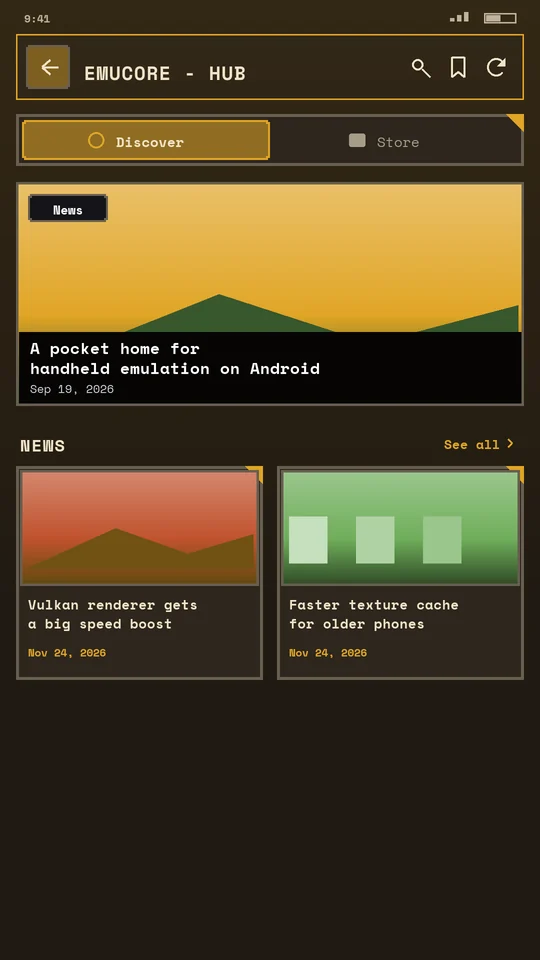 9:41
EMUCORE - HUB
Discover
Store
News
A pocket home for
handheld emulation on Android
Sep 19, 2026
NEWS
See all
Vulkan renderer gets
a big speed boost
Nov 24, 2026
Faster texture cache
for older phones
Nov 24, 2026